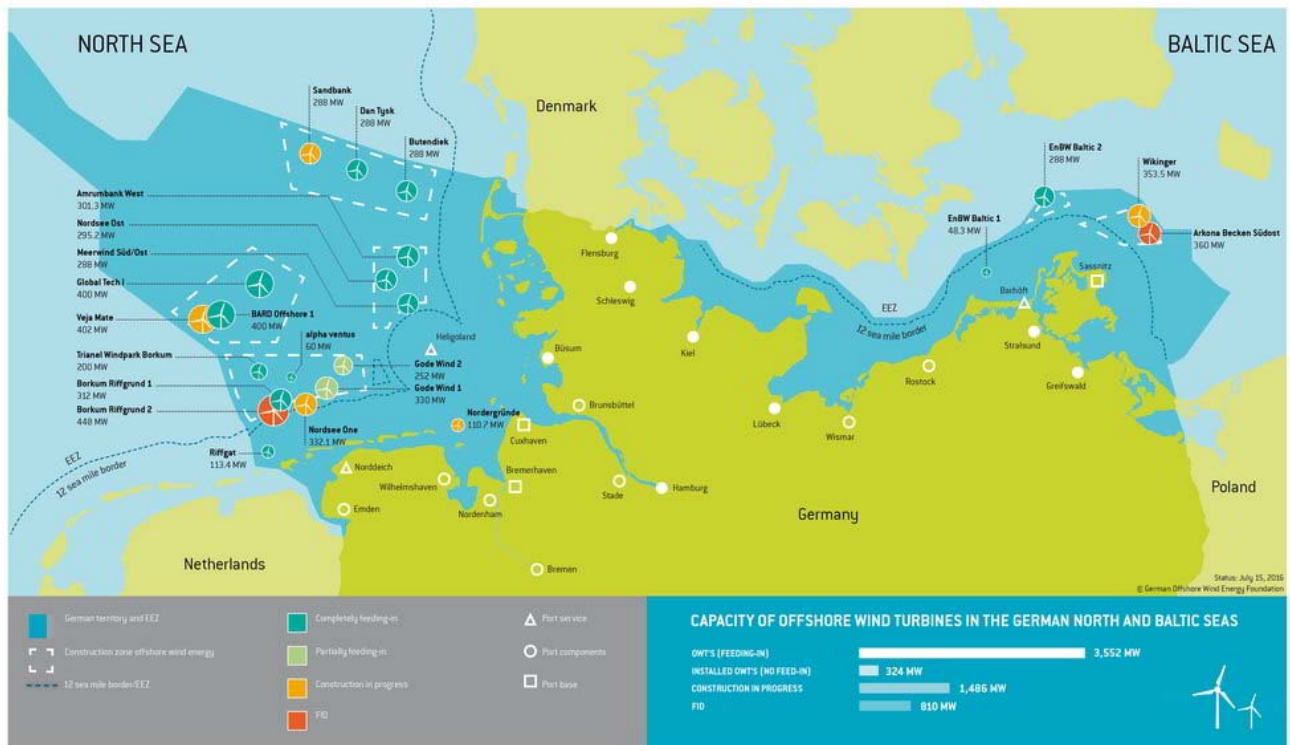 NORTH SEA
BALTIC SEA
Sandbank
288 MW
Dan Tysk
288 MW
Butendiek
288 MW
Denmark
EnBW Baltic 2
288 MW
Wikinger
353.5 MW
Amrumbank West
301,3 MW
Nordsee Ost
295.2 MW
Meerwind Süd/Ost
288 MW
Global Tech I
400 MW
Veja Mate
402 MW
BARD Offshore 1
400 MW
alpha ventus
60 MW
Trianel Windpark Borkum
200 MW
Borkum Riffgrund 1
312 MW
Borkum Riffgrund 2
448 MW
Gode Wind 2
252 MW
Gode Wind 1
330 MW
Nordsee One
332.1 MW
Nordergründe
110.7 MW
Riffgat
113.4 MW
EnBW Baltic 1
48.3 MW
Arkona Becken Südost
360 MW
Flensburg
Schleswig
Heligoland
Büsum
Kiel
Sassnitz
Barhöft
Stralsund
Greifswald
Rostock
EEZ
12 sea mile border
EEZ
12 sea mile border
Brunsbüttel
Lübeck
Wismar
Cuxhaven
Norddeich
Wilhelmshaven
Bremerhaven
Stade
Hamburg
Emden
Nordenham
Bremen
Germany
Poland
Netherlands
Status: July 15, 2016
© German Offshore Wind Energy Foundation
German territory and EEZ
Construction zone offshore wind energy
12 sea mile border/EEZ
Completely feeding-in
Partially feeding-in
Construction in progress
FID
Port service
Port components
Port base
CAPACITY OF OFFSHORE WIND TURBINES IN THE GERMAN NORTH AND BALTIC SEAS
OWT'S (FEEDING-IN) 3,552 MW
INSTALLED OWT'S (NO FEED-IN) 324 MW
CONSTRUCTION IN PROGRESS 1,486 MW
FID 810 MW